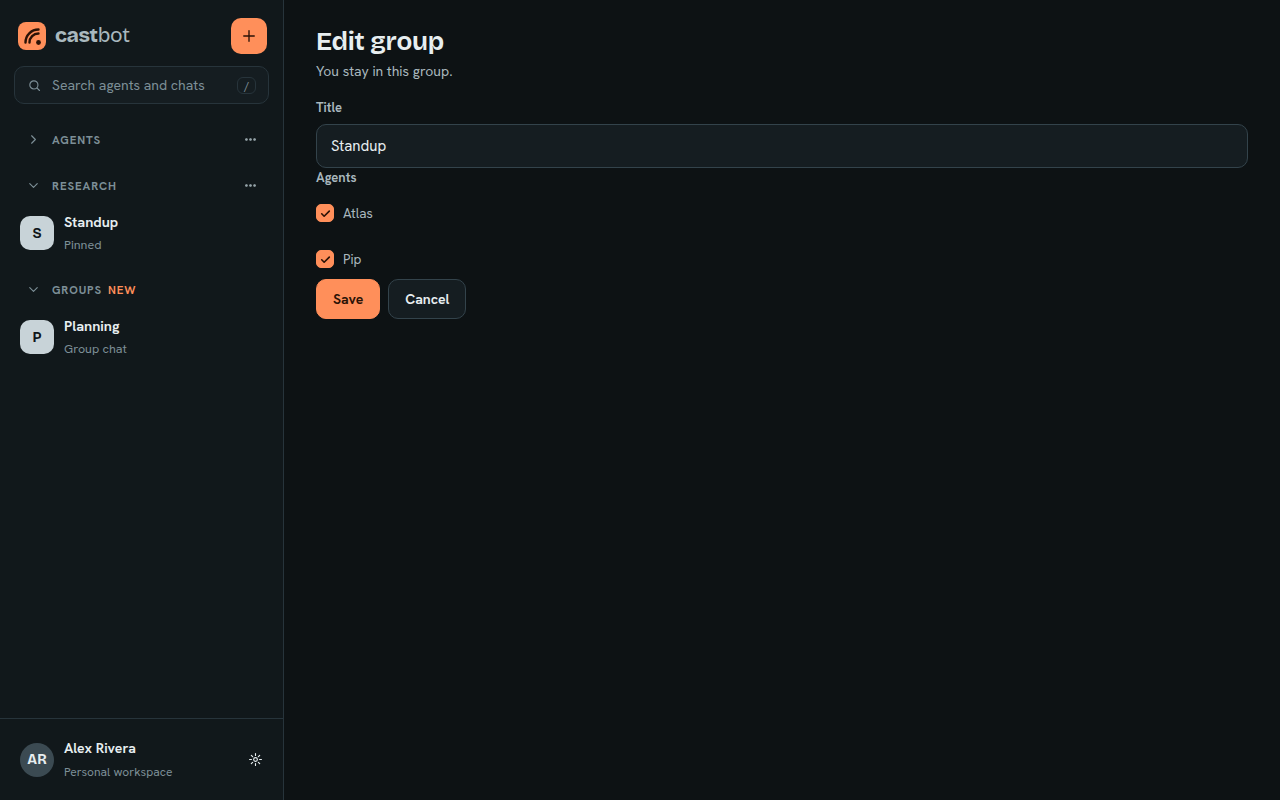 castbot
Search agents and chats /
AGENTS
RESEARCH
S Standup
Pinned
GROUPS NEW
P Planning
Group chat
AR Alex Rivera
Personal workspace
Edit group
You stay in this group.
Title
Standup
Agents
Atlas
Pip
Save Cancel